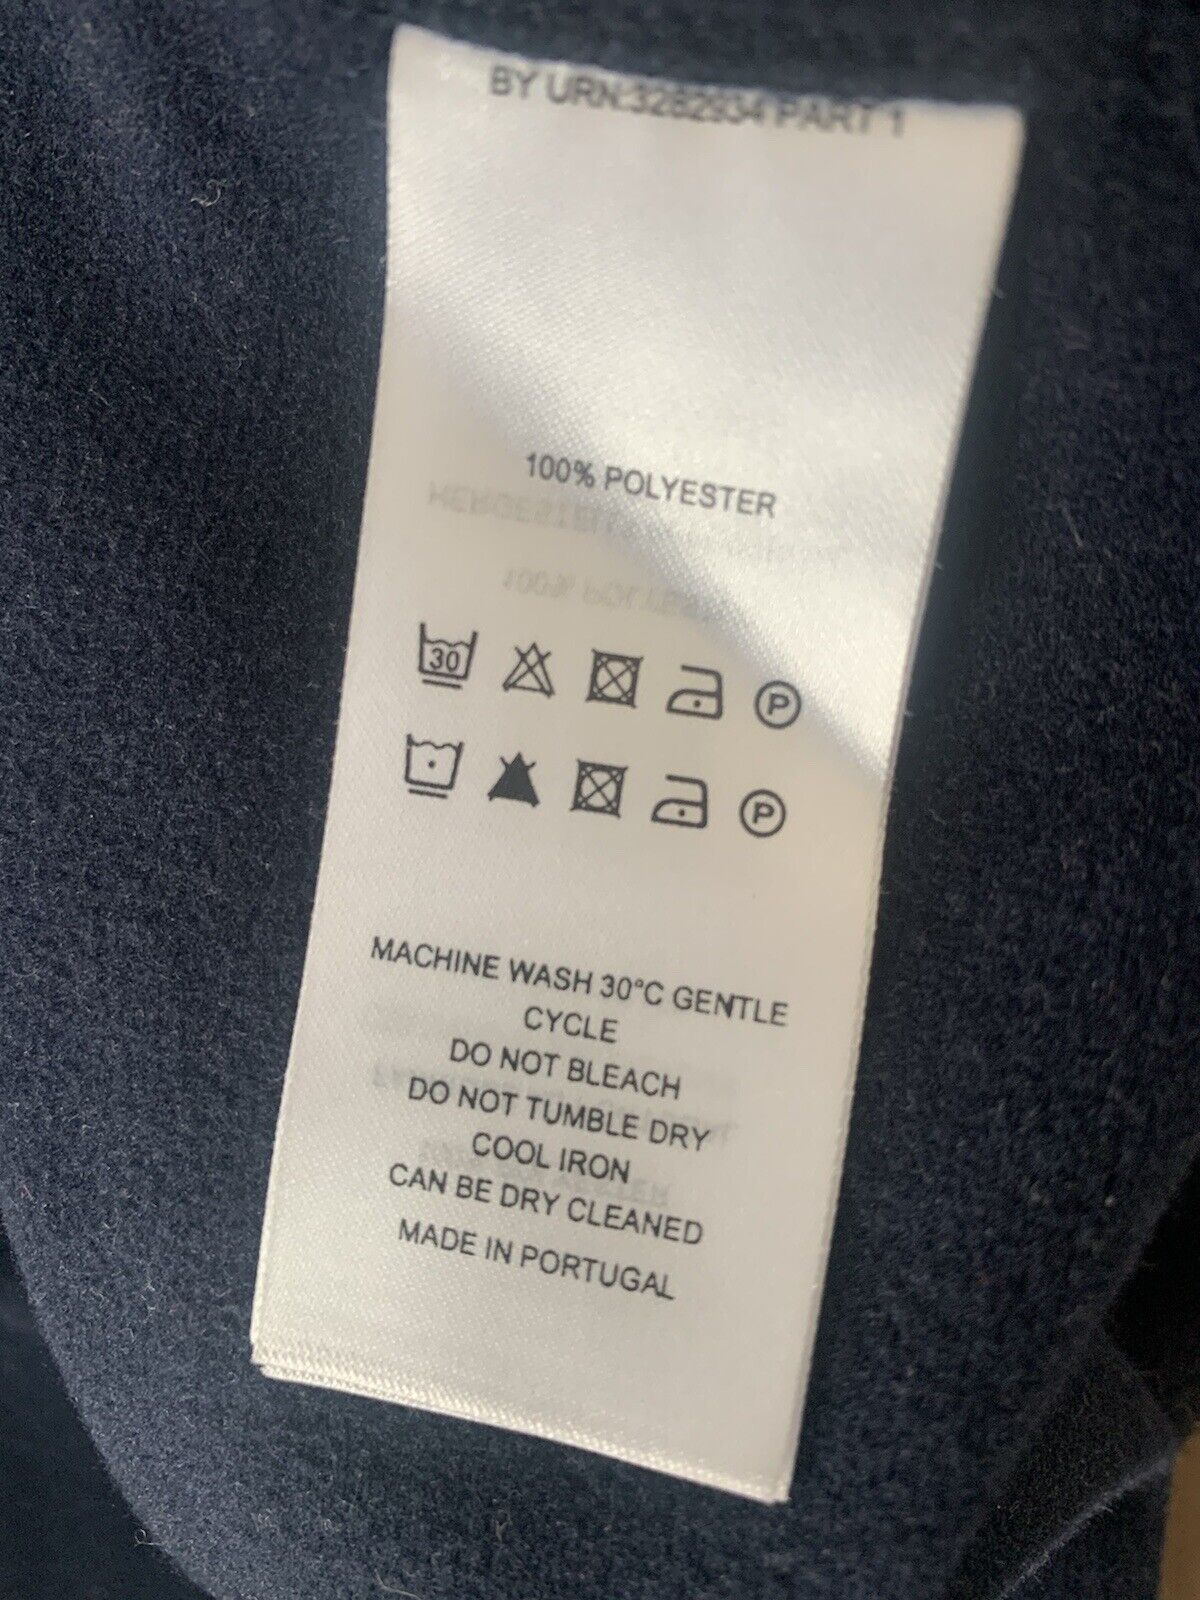 BY URN:3282934 PART 1
100% POLYESTER
30 P
P
MACHINE WASH 30°C GENTLE
CYCLE
DO NOT BLEACH
DO NOT TUMBLE DRY
COOL IRON
CAN BE DRY CLEANED
MADE IN PORTUGAL